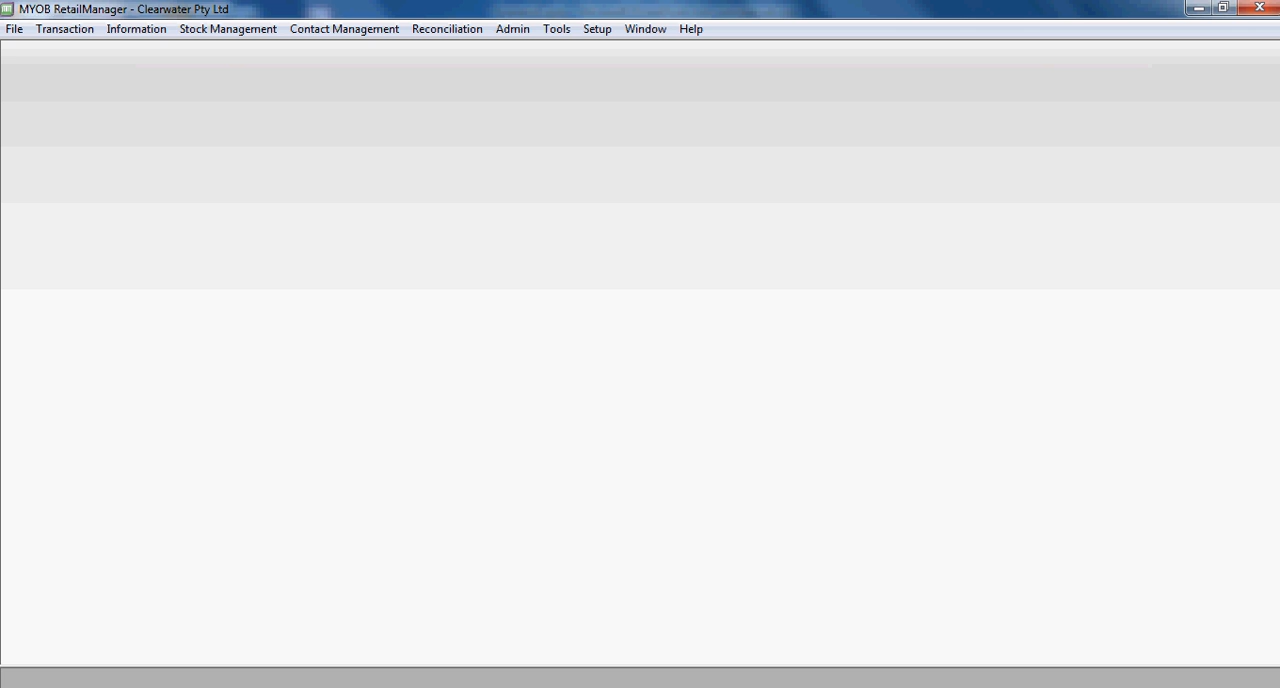 MYOB RetailManager - Clearwater Pty Ltd
File Transaction Information Stock Management Contact Management Reconciliation Admin Tools Setup Window Help